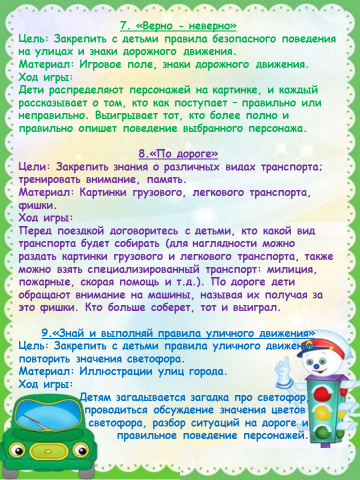 7. «Верно - неверно»
Цель: Закрепить с детьми правила безопасного поведения
на улицах и знаки дорожного движения.
Материал: Игровое поле, знаки дорожного движения.
Ход игры:
Дети распределяют персонажей на картинке, и каждый
рассказывает о том, кто как поступает – правильно или
неправильно. Выигрывает тот, кто более полно и
правильно опишет поведение выбранного персонажа.
8.«По дороге»
Цели: Закрепить знания о различных видах транспорта;
тренировать внимание, память.
Материал: Картинки грузового, легкового транспорта,
фишки.
Ход игры:
Перед поездкой договоритесь с детьми, кто какой вид
транспорта будет собирать (для наглядности можно
раздать картинки грузового и легкового транспорта, также
можно взять специализированный транспорт: милиция,
пожарные, скорая помощь и т.д.). По дороге дети
обращают внимание на машины, называя их получая за
это фишки. Кто больше соберет, тот и выиграл.
9.«Знай и выполняй правила уличного движения»
Цель: Закрепить с детьми правила уличного движения,
повторить значения светофора.
Материал: Иллюстрации улиц города.
Ход игры:
Детям загадывается загадка про светофор,
проводиться обсуждение значения цветов
светофора, разбор ситуаций на дороге и
правильное поведение персонажей.